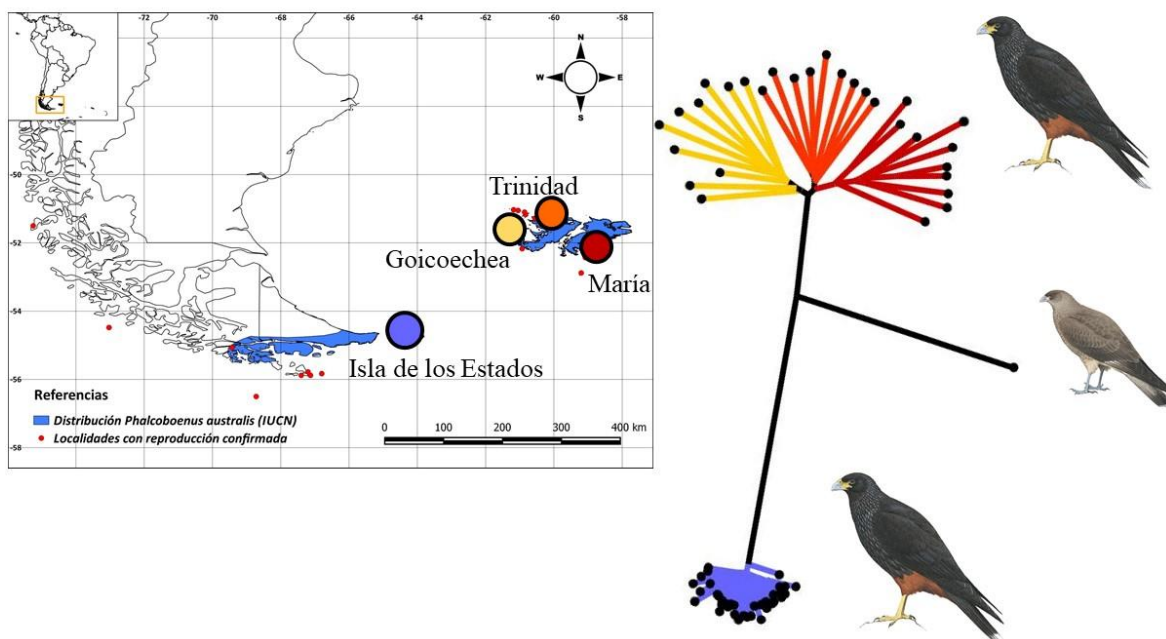 -72 -70 -68 -66 -64 -62 -60 -58
N
W E
S
-50
Trinidad
-52
Goicoechea
María
-54
Isla de los Estados
-56
Referencias
Distribución Phalcoboenus australis (IUCN)
Localidades con reproducción confirmada
0 100 200 300 400 km
-58